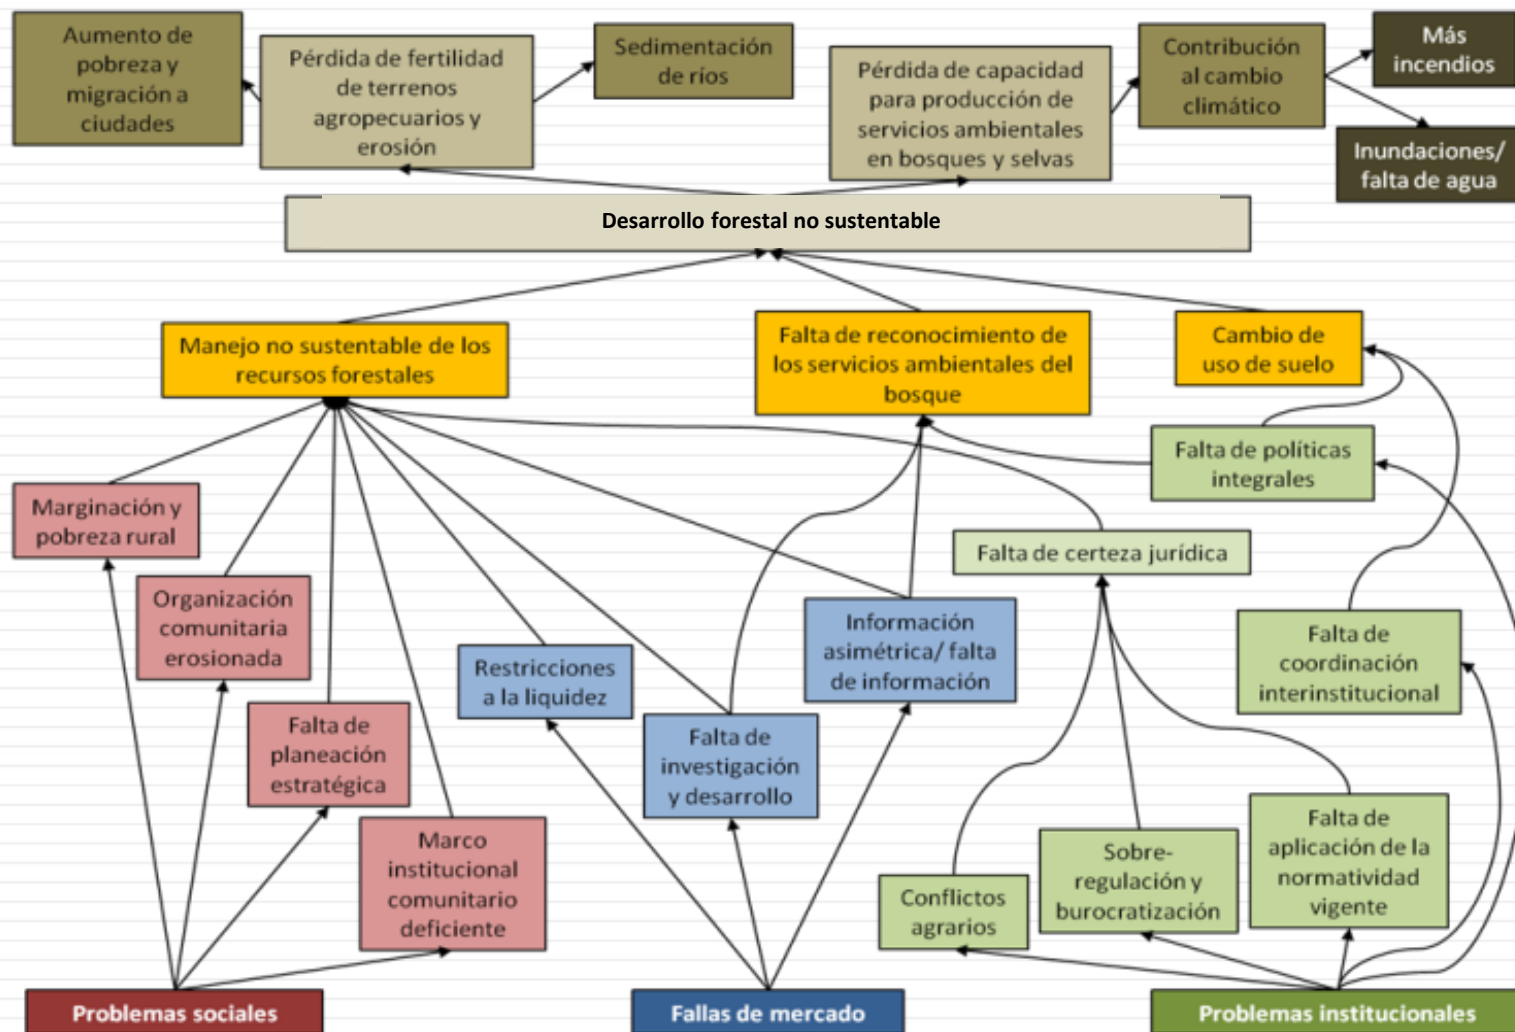 Aumento de
pobreza y
migración a
ciudades
Pérdida de fertilidad
de terrenos
agropecuarios y
erosión
Sedimentación
de ríos
Pérdida de capacidad
para producción de
servicios ambientales
en bosques y selvas
Contribución
al cambio
climático
Más
incendios
Inundaciones/
falta de agua
Desarrollo forestal no sustentable
Manejo no sustentable de los
recursos forestales
Falta de reconocimiento de
los servicios ambientales del
bosque
Cambio de
uso de suelo
Falta de políticas
integrales
Marginación y
pobreza rural
Falta de certeza jurídica
Organización
comunitaria
erosionada
Información
asimétrica/ falta
de información
Falta de
coordinación
interinstitucional
Restricciones
a la liquidez
Falta de
planeación
estratégica
Falta de
investigación
y desarrollo
Marco
institucional
comunitario
deficiente
Conflictos
agrarios
Sobre-
regulación y
burocratización
Falta de
aplicación de la
normatividad
vigente
Problemas sociales
Fallas de mercado
Problemas institucionales